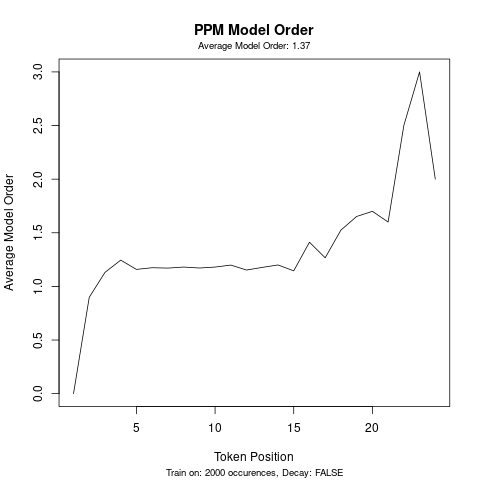 PPM Model Order
Average Model Order: 1.37
Average Model Order
3.0
2.5
2.0
1.5
1.0
0.5
0.0
5 10 15 20
Token Position
Train on: 2000 occurences, Decay: FALSE